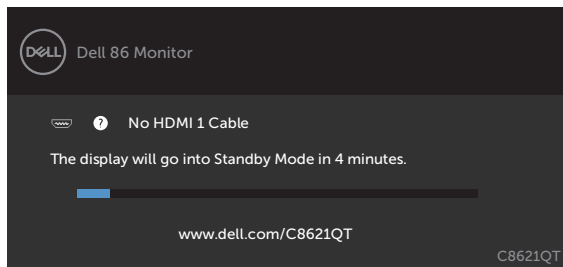 DELL Dell 86 Monitor
? No HDMI 1 Cable
The display will go into Standby Mode in 4 minutes.
www.dell.com/C8621QT
C8621QT